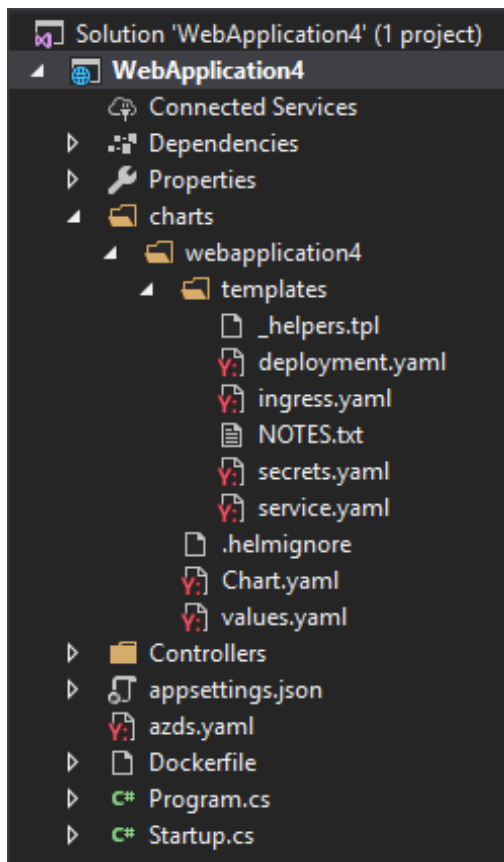 Solution 'WebApplication4' (1 project)
WebApplication4
Connected Services
Dependencies
Properties
charts
webapplication4
templates
_helpers.tpl
deployment.yaml
ingress.yaml
NOTES.txt
secrets.yaml
service.yaml
.helmignore
Chart.yaml
values.yaml
Controllers
appsettings.json
azds.yaml
Dockerfile
C# Program.cs
C# Startup.cs